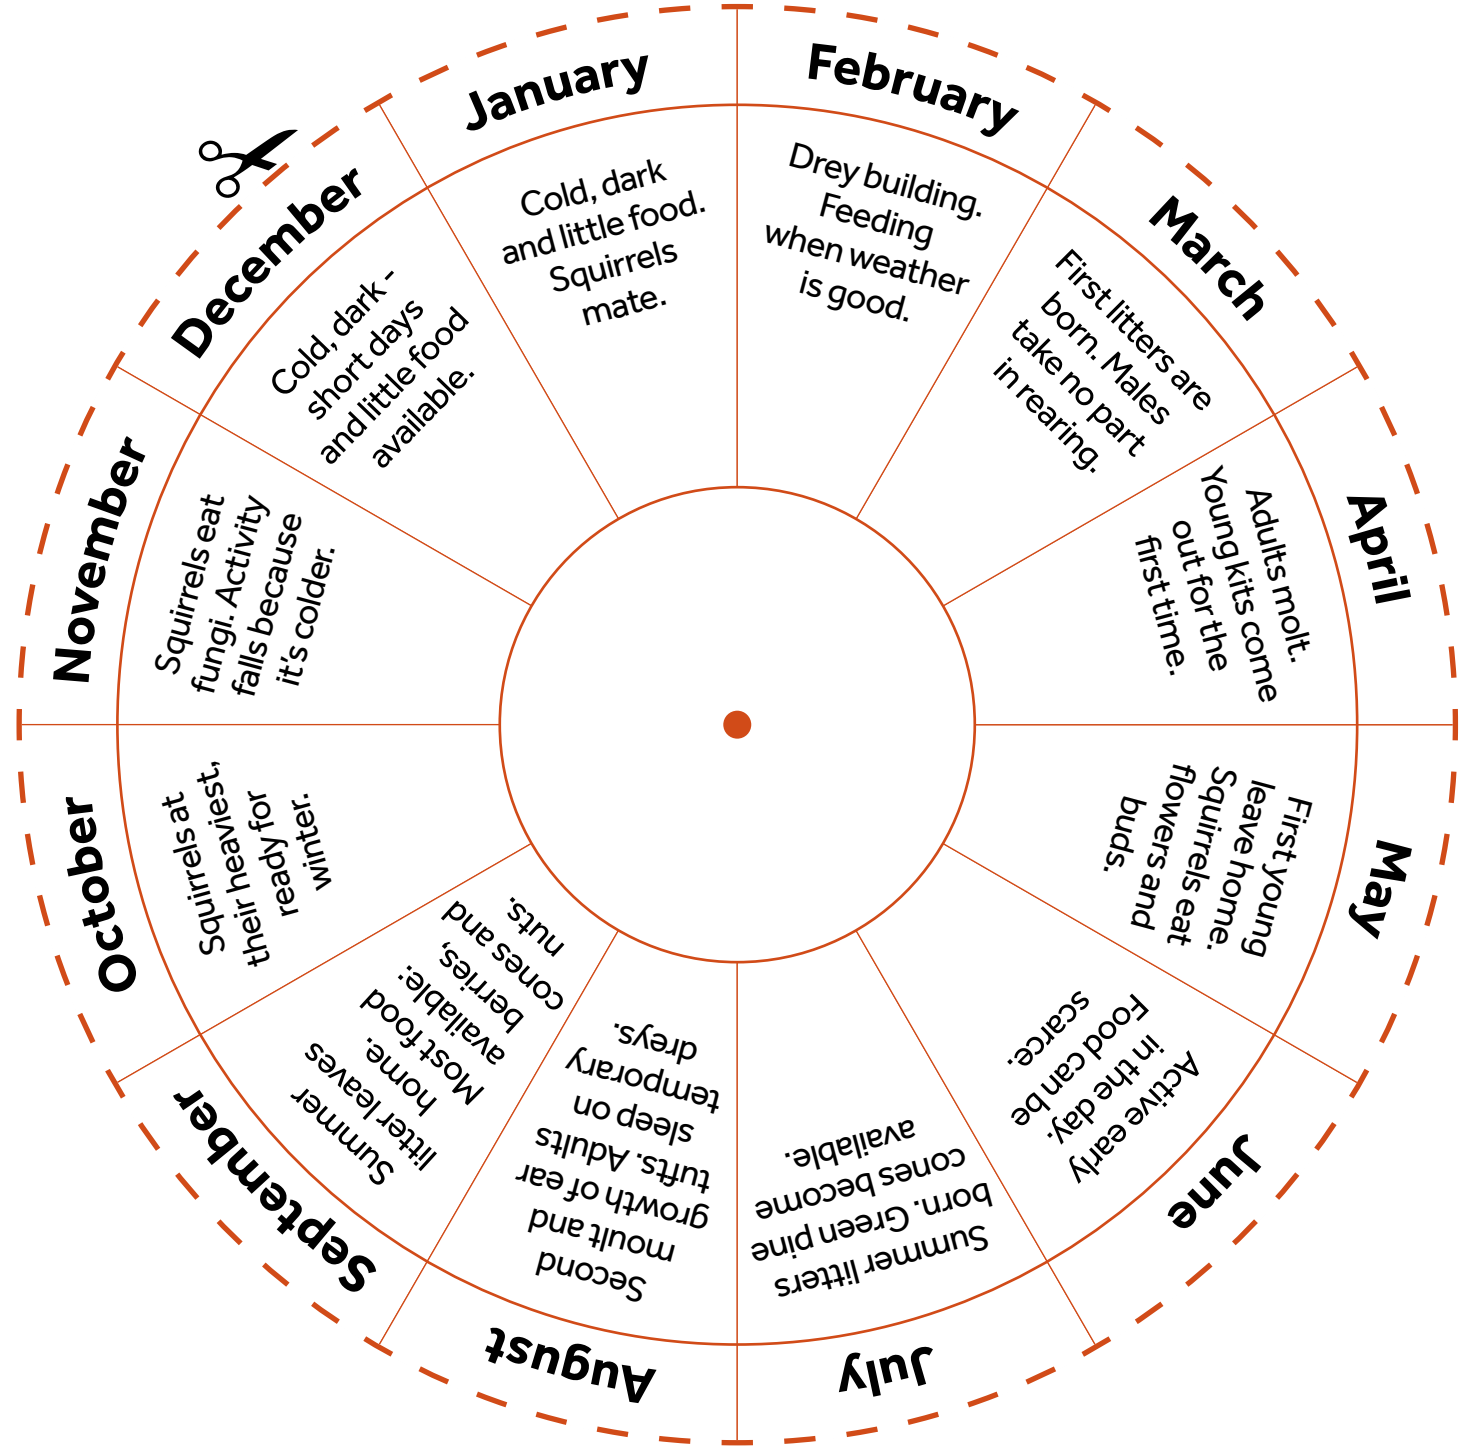 January
Cold, dark
and little food.
Squirrels
mate.
February
Drey building.
Feeding
when weather
is good.
March
First litters are
born. Males
take no part
in rearing.
April
Adults molt.
Young kits come
out for the
first time.
May
First young
leave home.
Squirrels eat
flowers and
buds.
June
Active early
in the day.
Food can be
scarce.
July
Summer litters
born. Green pine
cones become
available.
August
Second
moult and
growth of ear
tufts. Adults
sleep on
temporary
dreys.
September
Summer
litter leaves
home.
Most food
available:
berries,
cones and
nuts.
October
Squirrels at
their heaviest,
ready for
winter.
November
Squirrels eat
fungi. Activity
falls because
it's colder.
December
Cold, dark -
short days
and little food
available.